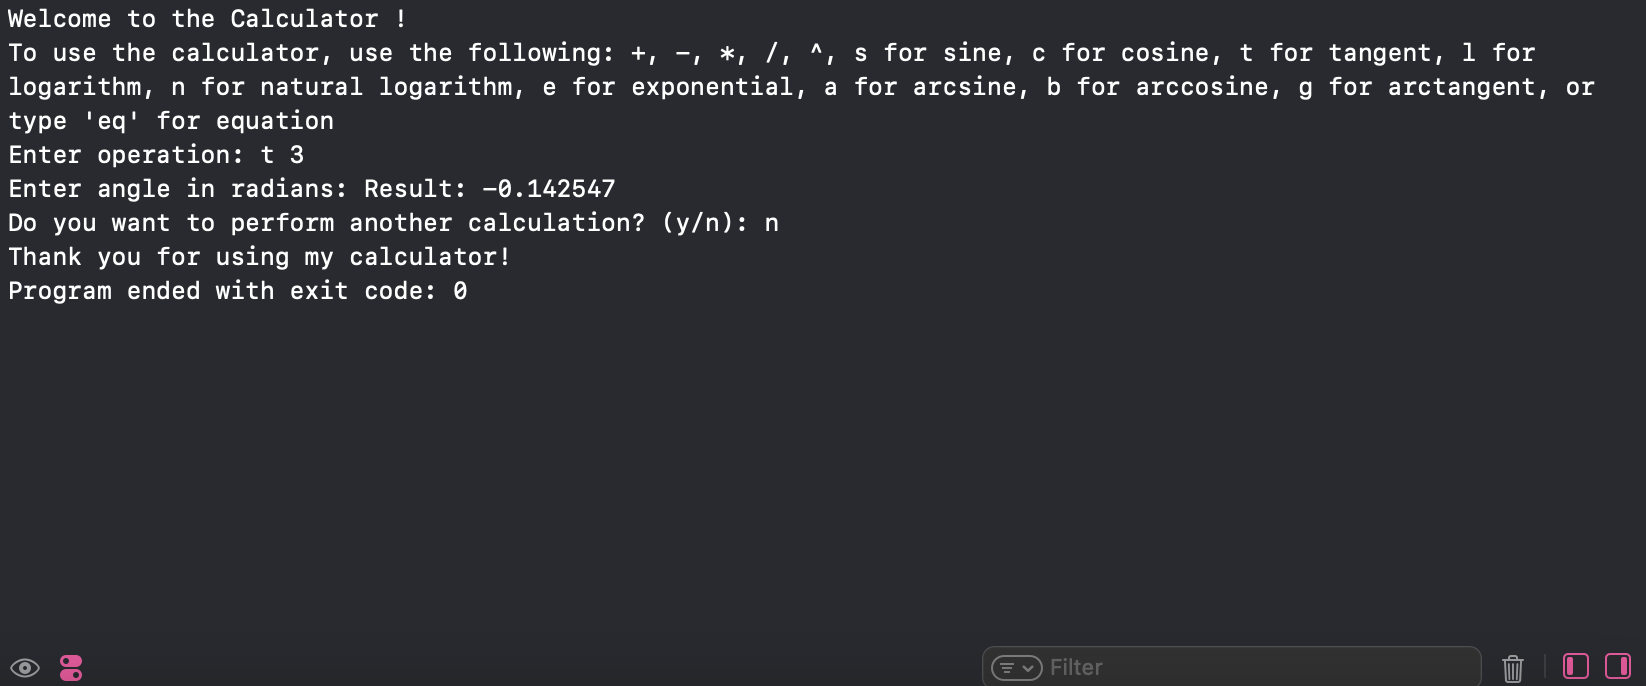 Welcome to the Calculator !
To use the calculator, use the following: +, -, *, /, ^, s for sine, c for cosine, t for tangent, l for
logarithm, n for natural logarithm, e for exponential, a for arcsine, b for arccosine, g for arctangent, or
type 'eq' for equation
Enter operation: t 3
Enter angle in radians: Result: -0.142547
Do you want to perform another calculation? (y/n): n
Thank you for using my calculator!
Program ended with exit code: 0
Filter